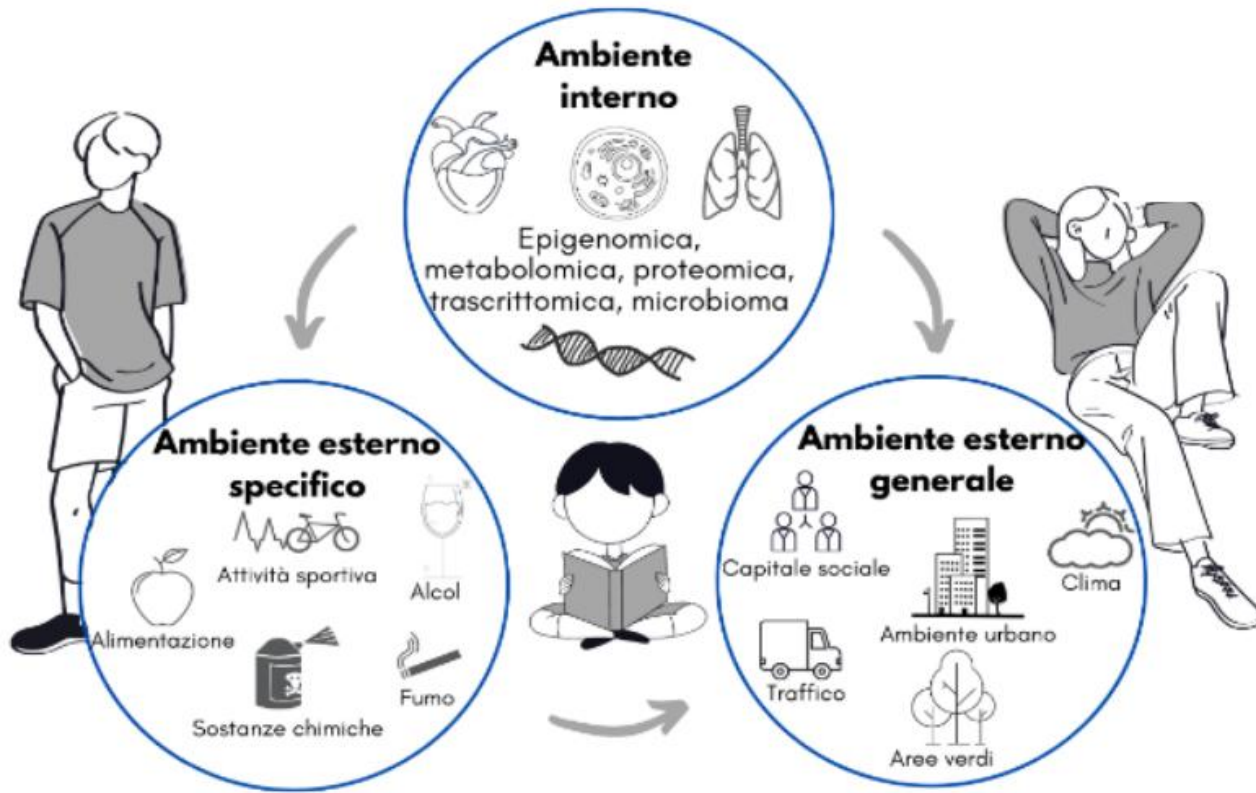 Ambiente
interno
Epigenomica,
metabolomica, proteomica,
trascrittomica, microbioma
Ambiente esterno
specifico
Attività sportiva
Alcol
Alimentazione
Fumo
Sostanze chimiche
Ambiente esterno
generale
Capitale sociale
Clima
Ambiente urbano
Traffico
Aree verdi